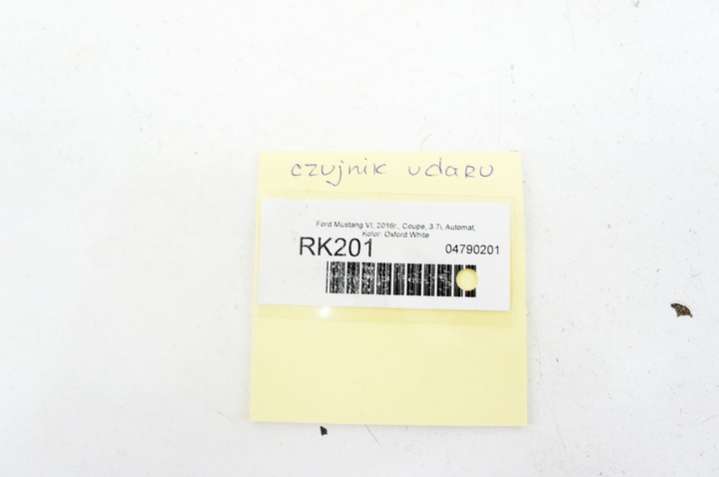 czujnik udaru
Ford Mustang VI, 2016r., Coupe, 3.7i, Automat,
Kolor: Oxford White
RK201 04790201